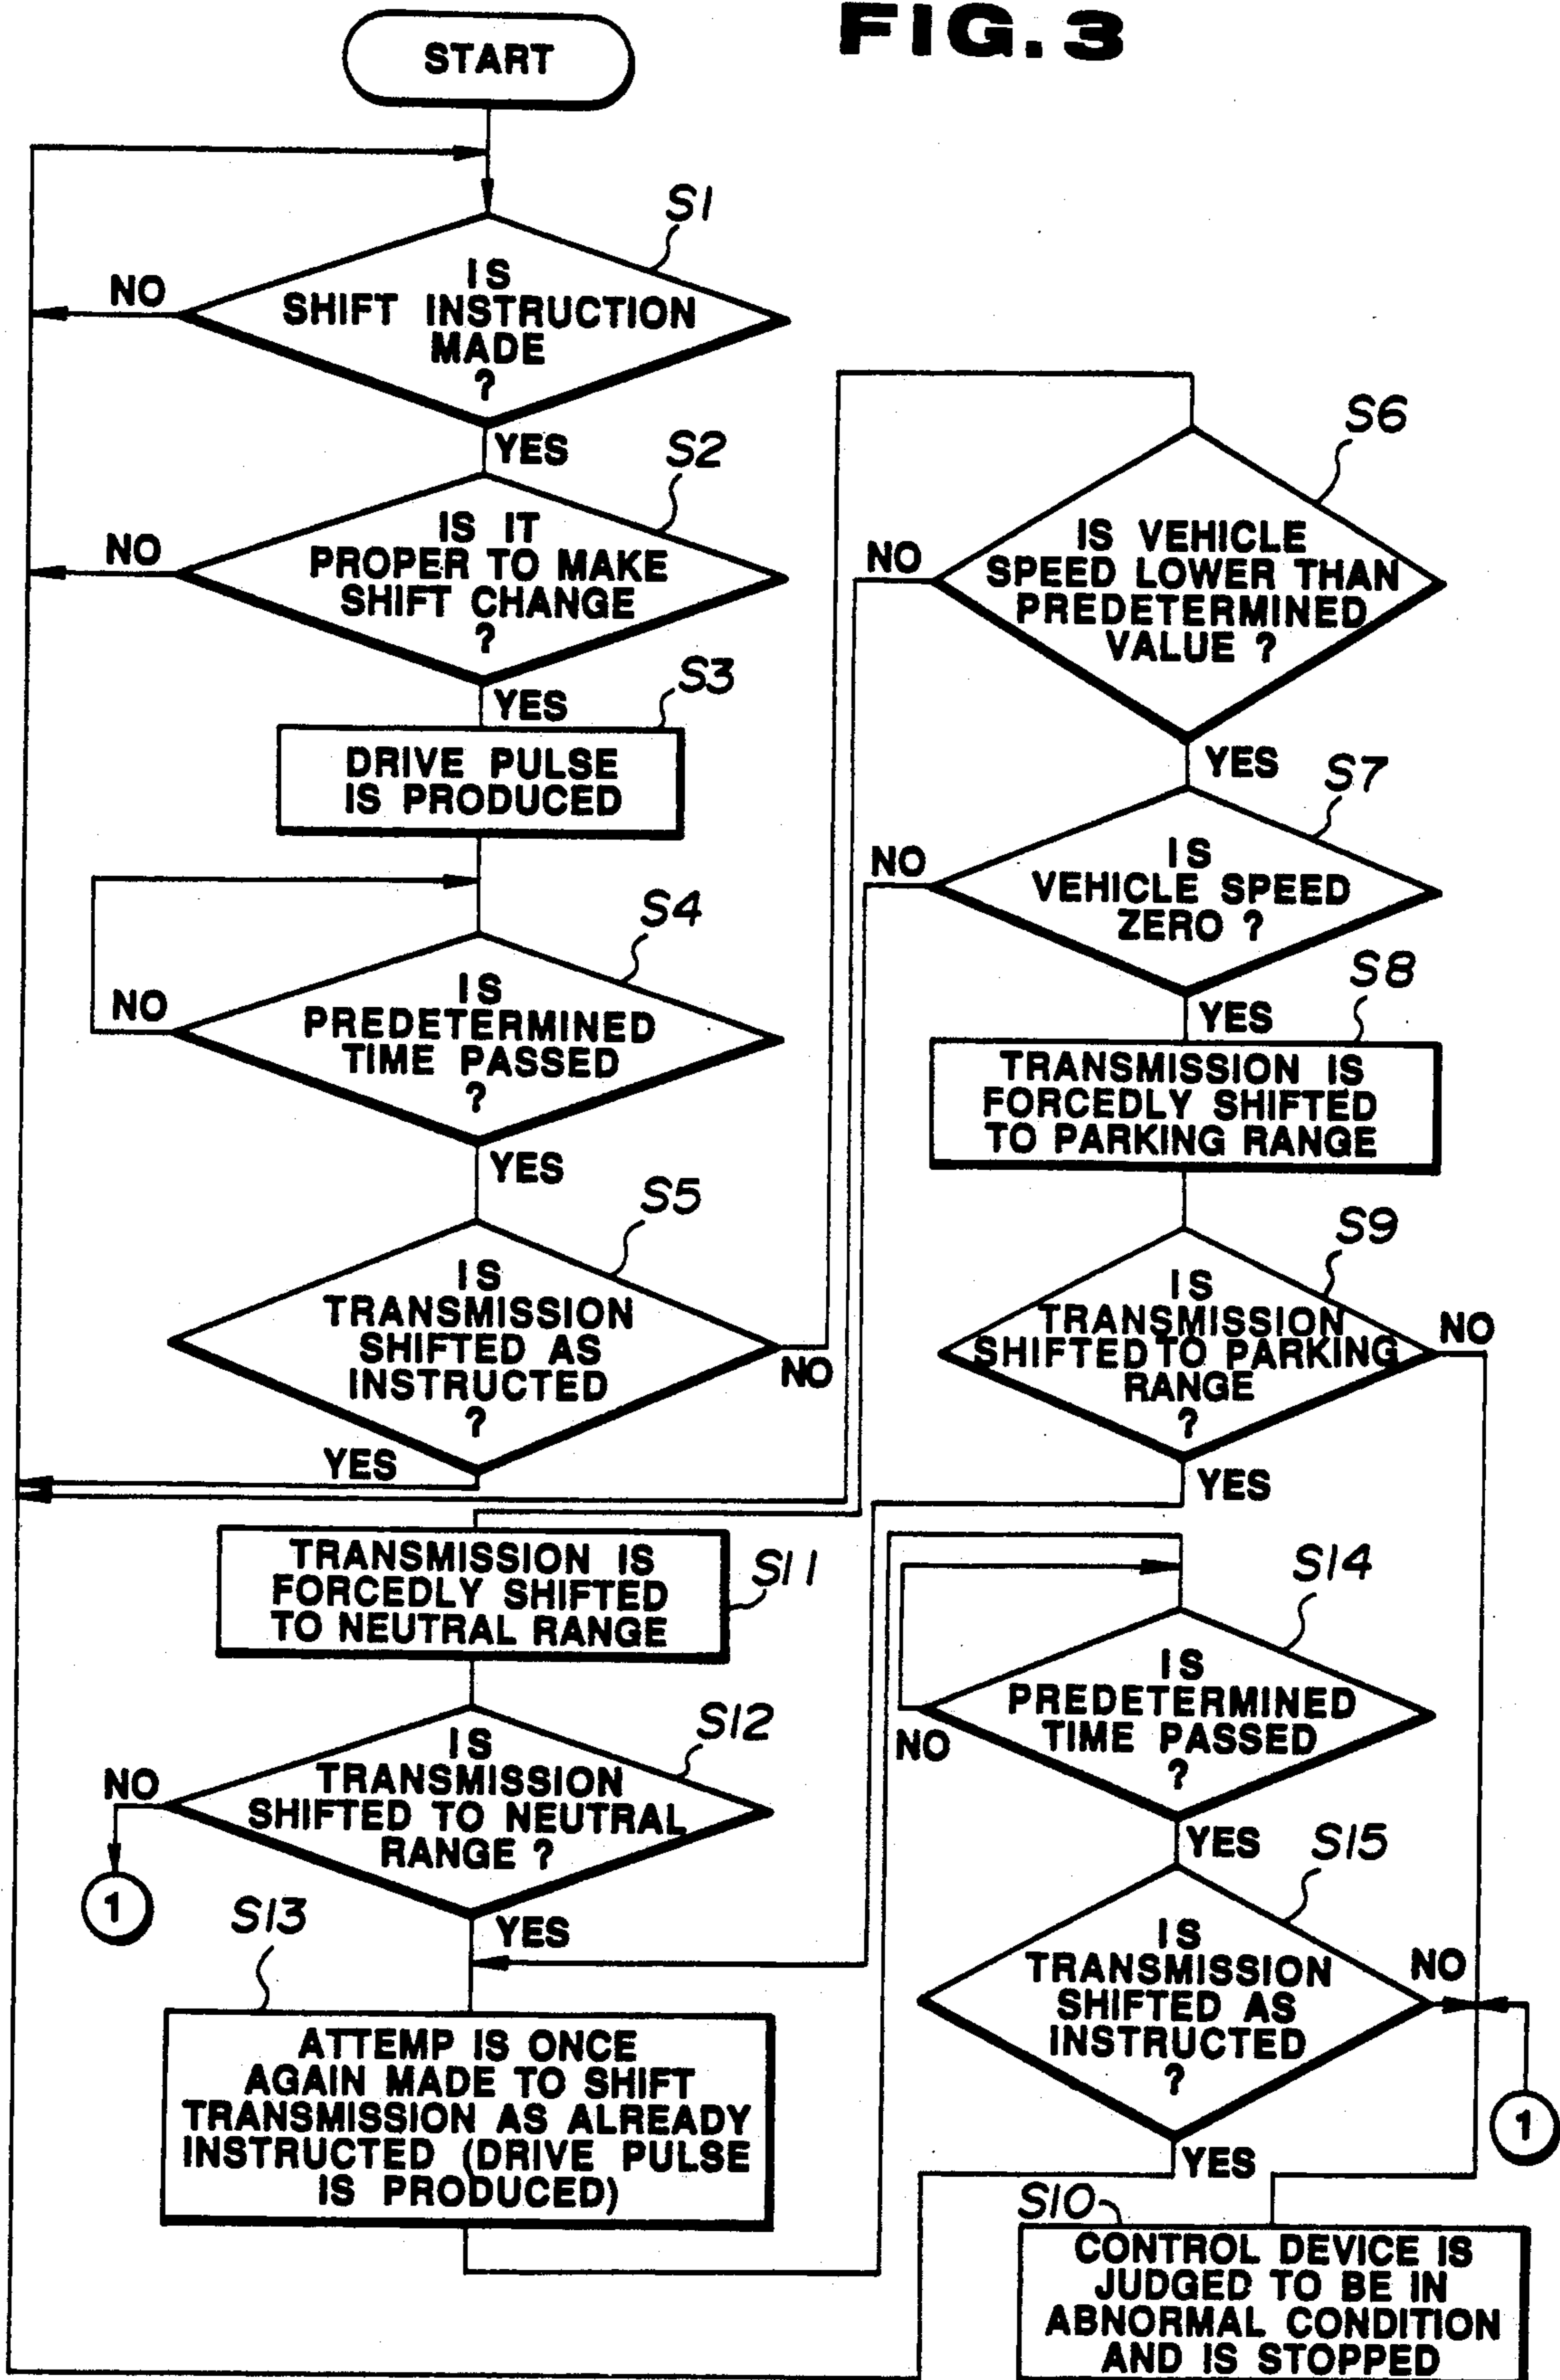 FIG. 3
START
S1
IS
SHIFT INSTRUCTION
MADE
?
NO
YES
S2
IS IT
PROPER TO MAKE
SHIFT CHANGE
?
NO
YES
S3
DRIVE PULSE
IS PRODUCED
S4
IS
PREDETERMINED
TIME PASSED
?
NO
YES
S5
IS
TRANSMISSION
SHIFTED AS
INSTRUCTED
?
NO
YES
S6
IS VEHICLE
SPEED LOWER THAN
PREDETERMINED
VALUE ?
NO
YES
S7
IS
VEHICLE SPEED
ZERO ?
NO
YES
S8
TRANSMISSION IS
FORCEDLY SHIFTED
TO PARKING RANGE
S9
IS
TRANSMISSION
SHIFTED TO PARKING
RANGE
?
NO
YES
TRANSMISSION IS
FORCEDLY SHIFTED
TO NEUTRAL RANGE
S11
S12
IS
TRANSMISSION
SHIFTED TO NEUTRAL
RANGE ?
NO
1
YES
S13
ATTEMP IS ONCE
AGAIN MADE TO SHIFT
TRANSMISSION AS ALREADY
INSTRUCTED (DRIVE PULSE
IS PRODUCED)
S14
IS
PREDETERMINED
TIME PASSED
?
NO
YES
S15
IS
TRANSMISSION
SHIFTED AS
INSTRUCTED
?
NO
1
YES
S10
CONTROL DEVICE IS
JUDGED TO BE IN
ABNORMAL CONDITION
AND IS STOPPED